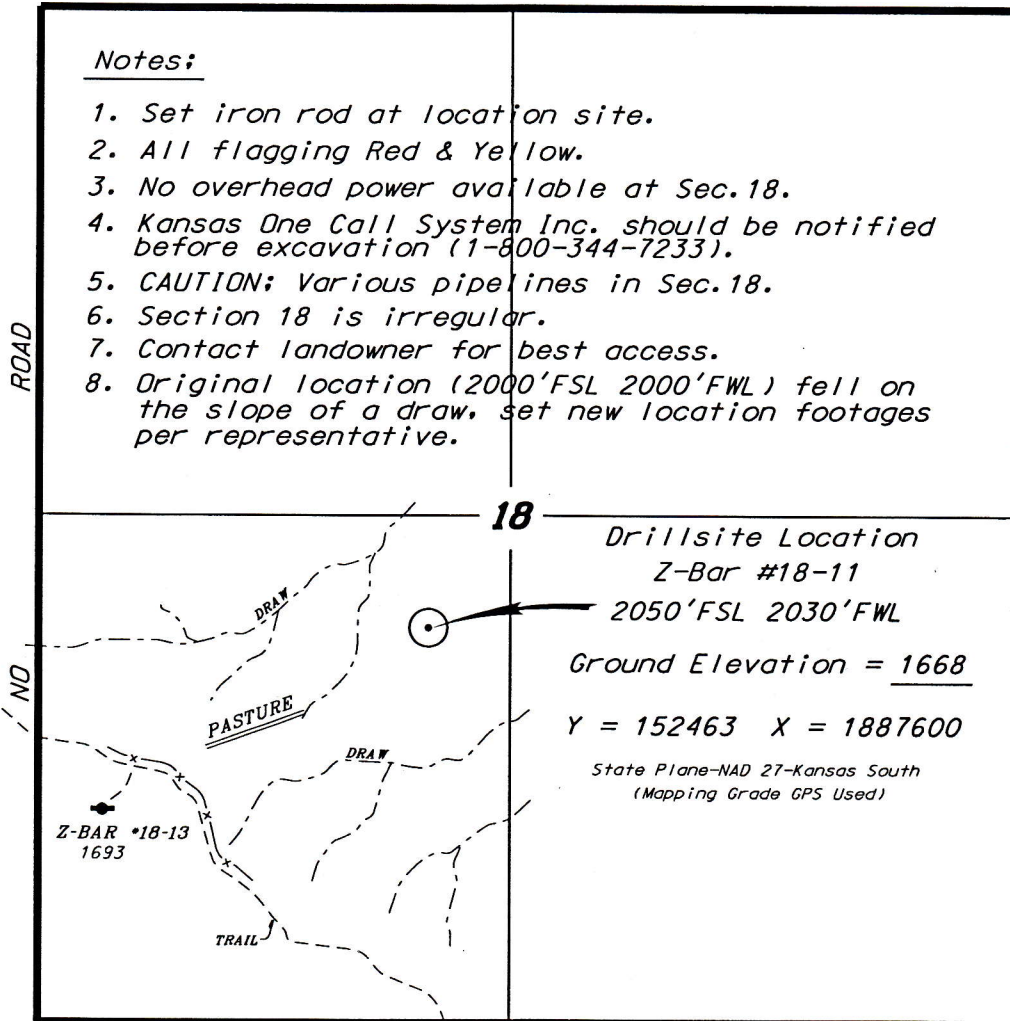 Notes:
1. Set iron rod at location site.
2. All flagging Red & Yellow.
3. No overhead power available at Sec.18.
4. Kansas One Call System Inc. should be notified
before excavation (1-800-344-7233).
5. CAUTION: Various pipelines in Sec.18.
6. Section 18 is irregular.
7. Contact landowner for best access.
8. Original location (2000'FSL 2000'FWL) fell on
the slope of a draw, set new location footages
per representative.
NO ROAD
18
Drillsite Location
Z-Bar #18-11
2050'FSL 2030'FWL
Ground Elevation = 1668
Y = 152463 X = 1887600
State Plane-NAD 27-Kansas South
(Mapping Grade GPS Used)
DRAW
PASTURE
DRAW
Z-BAR #18-13
1693
TRAIL